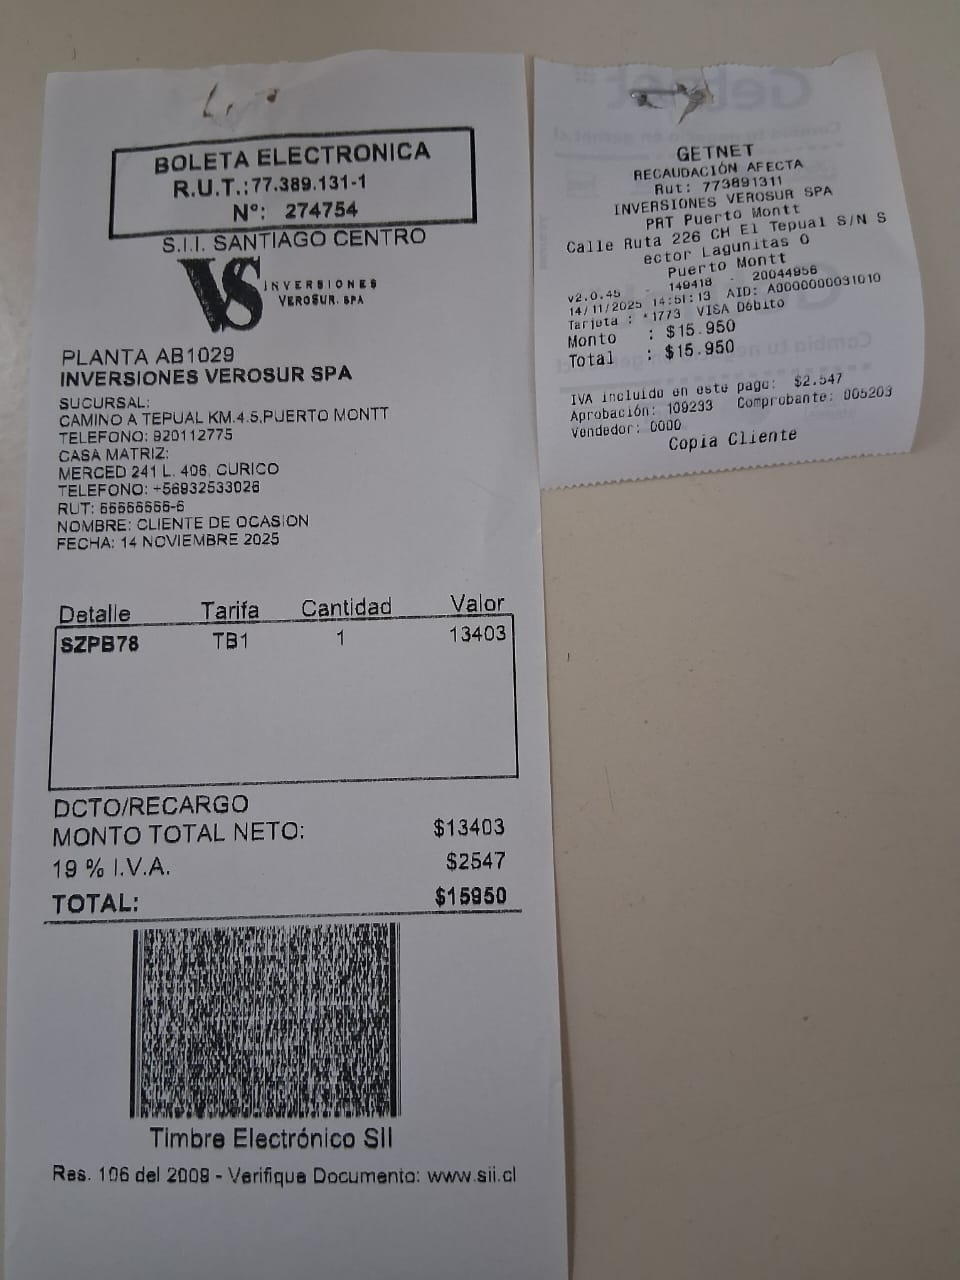 BOLETA ELECTRONICA
R.U.T.:77.389.131-1
Nº: 274754
S.I.I. SANTIAGO CENTRO
VS INVERSIONES
VEROSUR. SPA
PLANTA AB1029
INVERSIONES VEROSUR SPA
SUCURSAL:
CAMINO A TEPUAL KM.4.5,PUERTO MONTT
TELEFONO: 920112775
CASA MATRIZ:
MERCED 241 L. 406, CURICO
TELEFONO: +56932533026
RUT: 66666666-6
NOMBRE: CLIENTE DE OCASION
FECHA: 14 NOVIEMBRE 2025
Detalle Tarifa Cantidad Valor
SZPB78 TB1 1 13403
DCTO/RECARGO
MONTO TOTAL NETO: $13403
19 % I.V.A. $2547
TOTAL: $15950
Timbre Electrónico SII
Res. 106 del 2009 - Verifique Documento: www.sii.cl
GETNET
RECAUDACIÓN AFECTA
Rut: 773891311
INVERSIONES VEROSUR SPA
PRT Puerto Montt
Calle Ruta 226 CH El Tepual S/N S
ector Lagunitas 0
Puerto Montt
v2.0.45 - 149418 - 20044956
14/11/2025 14:51:13 AID: A0000000031010
Tarjeta : *1773 VISA Débito
Monto : $15.950
Total : $15.950
IVA incluido en este pago: $2.547
Aprobación: 109233 Comprobante: 005203
Vendedor: 0000
Copia Cliente